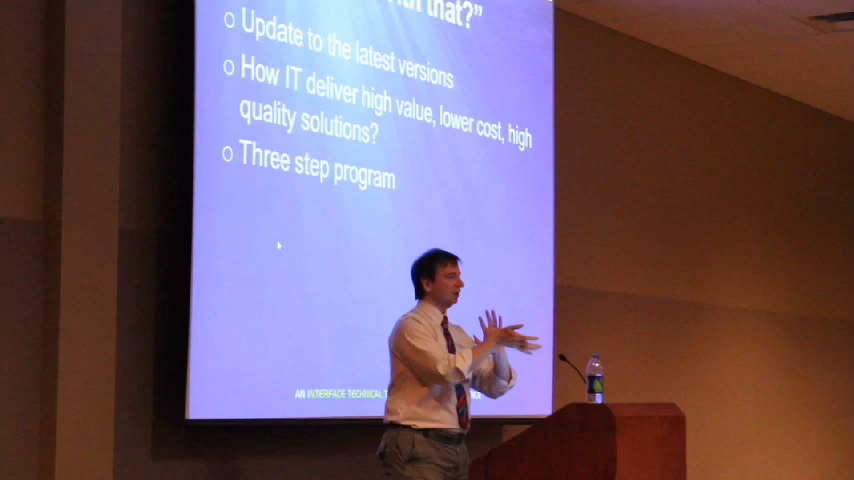 that?”
o Update to the latest versions
o How IT deliver high value, lower cost, high
quality solutions?
o Three step program
AN INTERFACE TECHNICAL